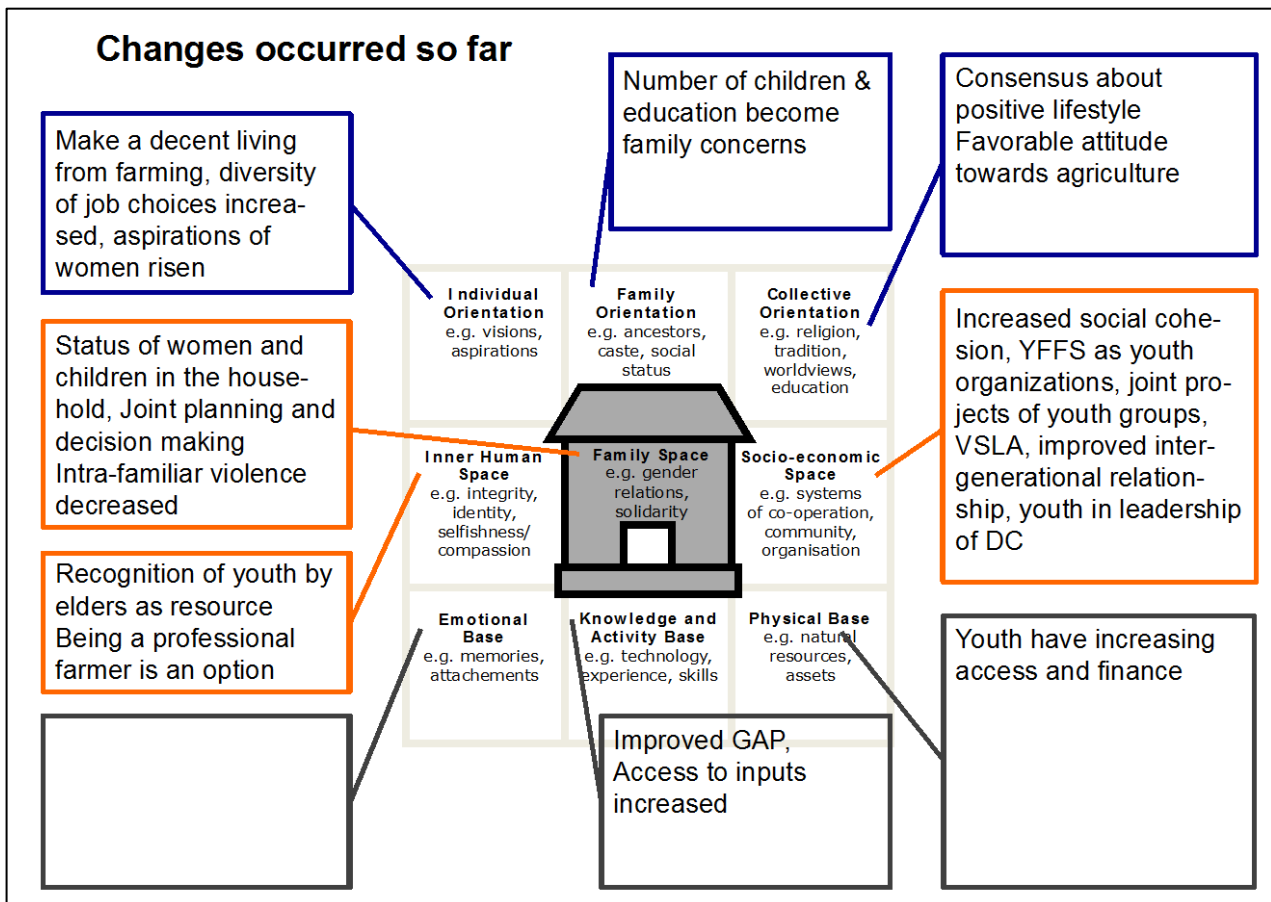 Changes occurred so far
Number of children &
education become
family concerns
Consensus about
positive lifestyle
Favorable attitude
towards agriculture
Make a decent living
from farming, diversity
of job choices increa-
sed, aspirations of
women risen
Individual
Orientation
e.g. visions,
aspirations
Family
Orientation
e.g. ancestors,
caste, social
status
Collective
Orientation
e.g. religion,
tradition,
worldviews,
education
Status of women and
children in the house-
hold, Joint planning and
decision making
Intra-familiar violence
decreased
Increased social cohe-
sion, YFFS as youth
organizations, joint pro-
jects of youth groups,
VSLA, improved inter-
generational relation-
ship, youth in leadership
of DC
Inner Human
Space
e.g. integrity,
identity,
selfishness/
compassion
Family Space
e.g. gender
relations,
solidarity
Socio-economic
Space
e.g. systems
of co-operation,
community,
organisation
Recognition of youth by
elders as resource
Being a professional
farmer is an option
Emotional
Base
e.g. memories,
attachements
Knowledge and
Activity Base
e.g. technology,
experience, skills
Physical Base
e.g. natural
resources,
assets
Youth have increasing
access and finance
Improved GAP,
Access to inputs
increased